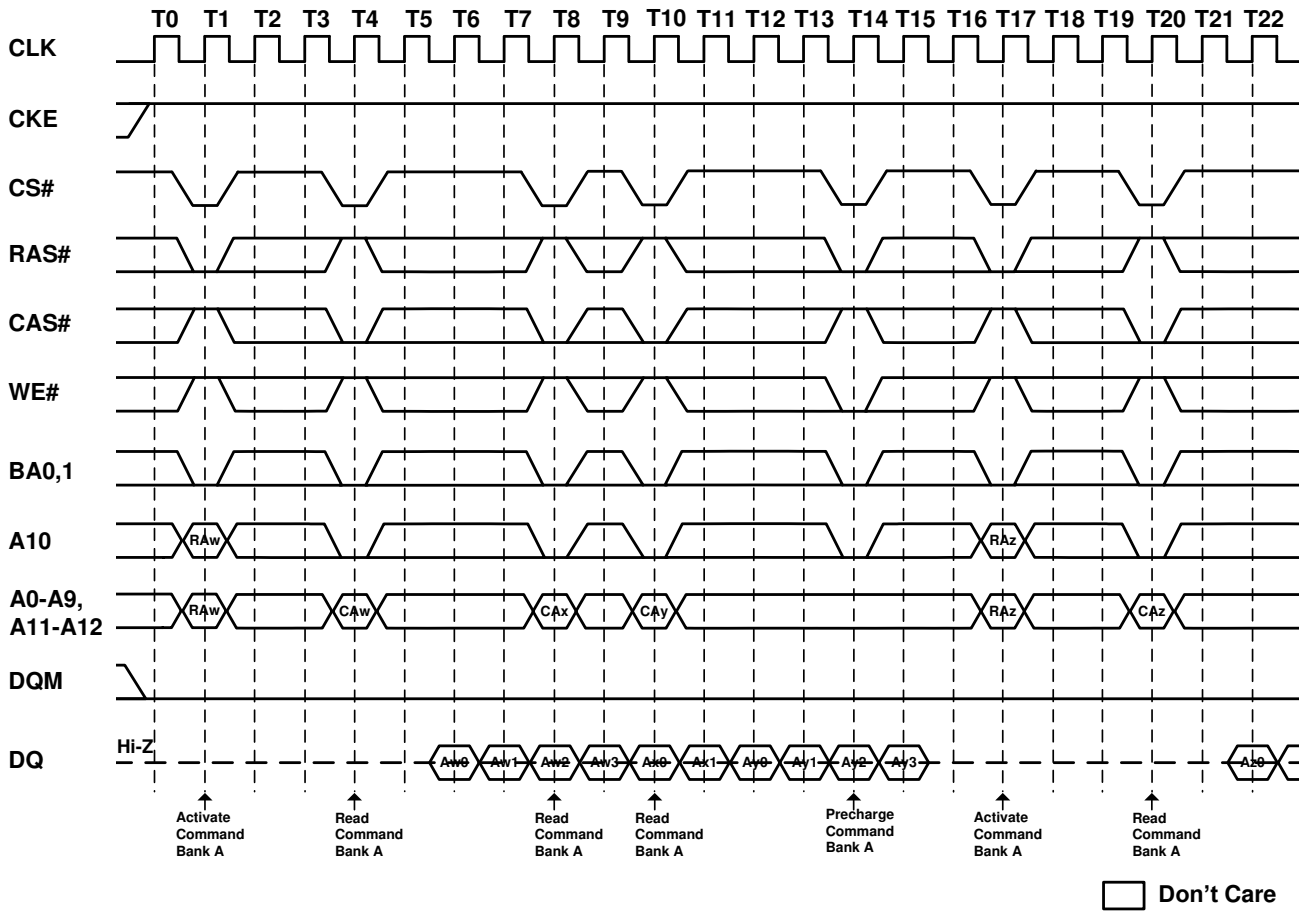 T0 T1 T2 T3 T4 T5 T6 T7 T8 T9 T10 T11 T12 T13 T14 T15 T16 T17 T18 T19 T20 T21 T22
CLK
CKE
CS#
RAS#
CAS#
WE#
BA0,1
A10 RAw RAz
A0-A9,
A11-A12 RAw CAw CAx CAy RAz CAz
DQM
DQ Hi-Z Aw0 Aw1 Aw2 Aw3 Ax0 Ax1 Ay0 Ay1 Ay2 Ay3 Az0
Activate
Command
Bank A
Read
Command
Bank A
Read
Command
Bank A
Read
Command
Bank A
Precharge
Command
Bank A
Activate
Command
Bank A
Read
Command
Bank A
Don't Care